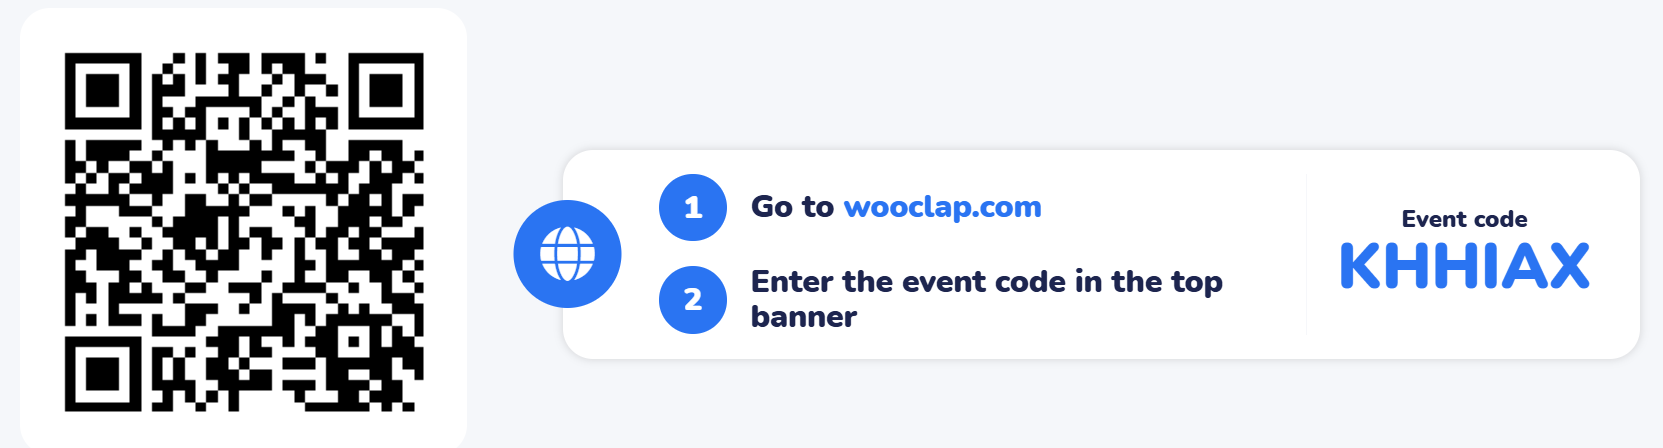 1
Go to wooclap.com
2
Enter the event code in the top
banner
Event code
KHHIAX